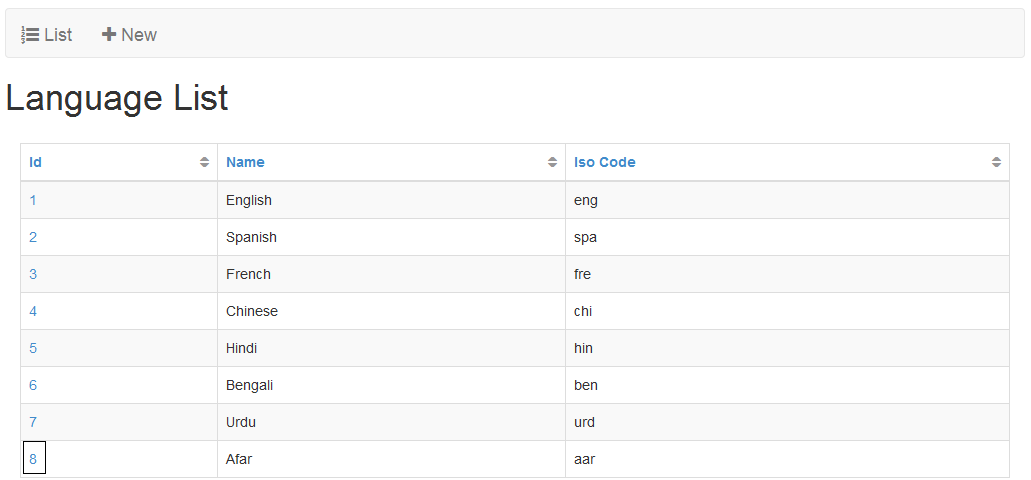 List New
Language List
Id Name Iso Code
1 English eng
2 Spanish spa
3 French fre
4 Chinese chi
5 Hindi hin
6 Bengali ben
7 Urdu urd
8 Afar aar